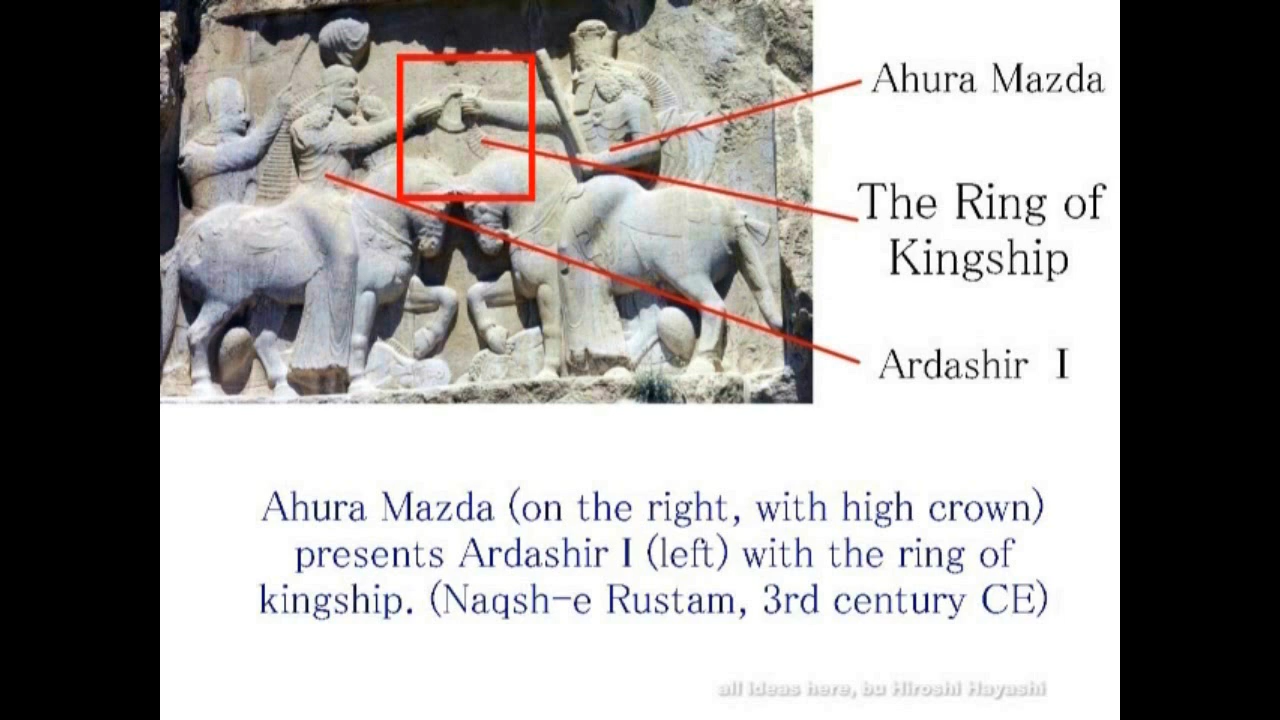 Ahura Mazda
The Ring of
Kingship
Ardashir I
Ahura Mazda (on the right, with high crown)
presents Ardashir I (left) with the ring of
kingship. (Naqsh-e Rustam, 3rd century CE)
all ideas here, bu Hiroshi Hayashi